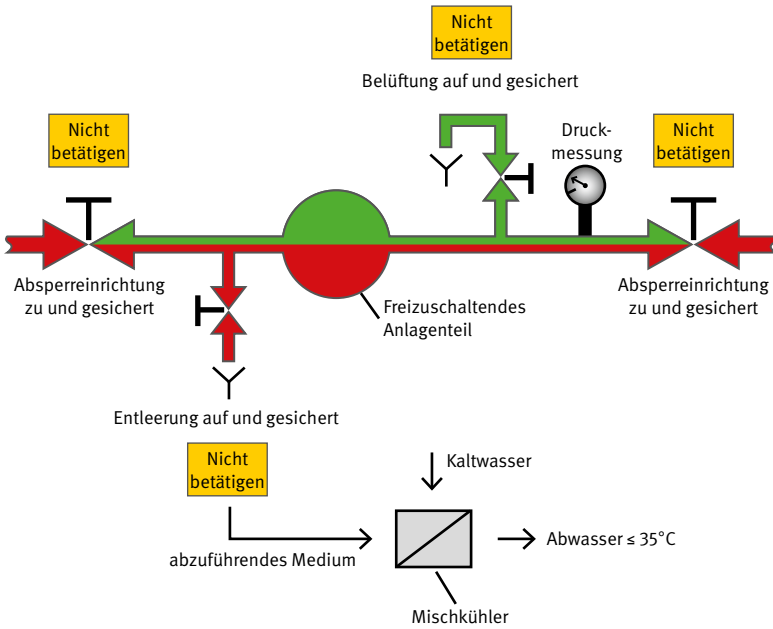 Nicht
betätigen
Belüftung auf und gesichert
Nicht
betätigen
Druck-
messung
Nicht
betätigen
Absperreinrichtung
zu und gesichert
Freizuschaltendes
Anlagenteil
Absperreinrichtung
zu und gesichert
Entleerung auf und gesichert
Nicht
betätigen
Kaltwasser
abzuführendes Medium
Abwasser ≤ 35°C
Mischkühler